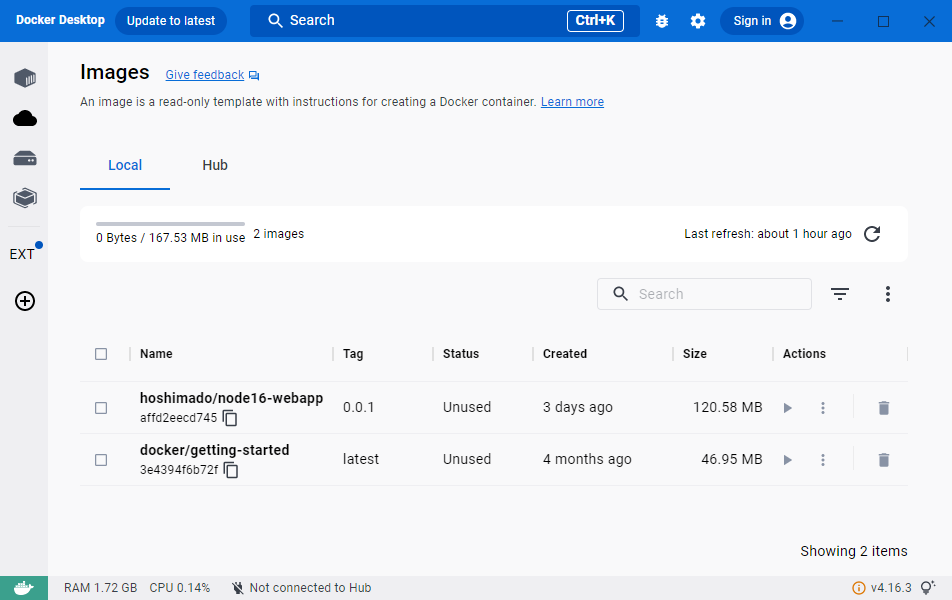 Docker Desktop Update to latest Search Ctrl+K Sign in
Images Give feedback
An image is a read-only template with instructions for creating a Docker container. Learn more
Local Hub
0 Bytes / 167.53 MB in use 2 images Last refresh: about 1 hour ago
EXT
Search
Name Tag Status Created Size Actions
hoshimado/node16-webapp
affd2eecd745 0.0.1 Unused 3 days ago 120.58 MB
docker/getting-started
3e4394f6b72f latest Unused 4 months ago 46.95 MB
Showing 2 items
RAM 1.72 GB CPU 0.14% Not connected to Hub v4.16.3